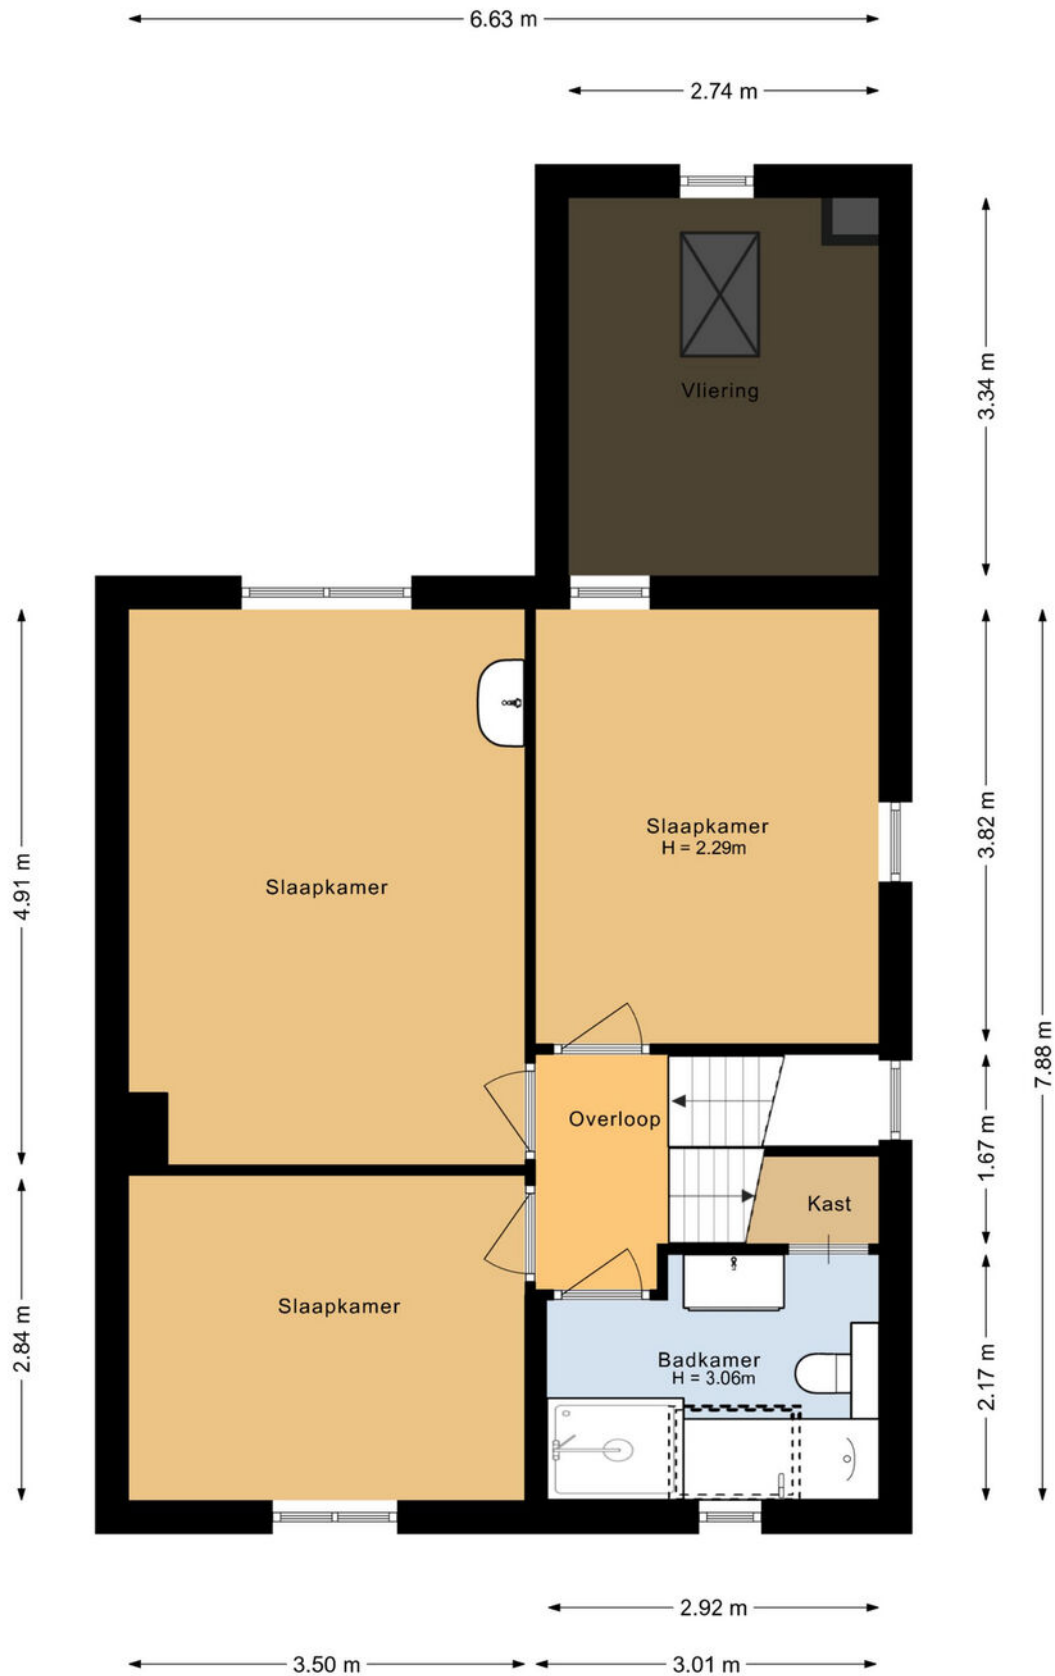 6.63 m
2.74 m
3.34 m
Vliering
Slaapkamer
H = 2.29m
3.82 m
4.91 m
Slaapkamer
7.88 m
Overloop
1.67 m
Kast
Slaapkamer
2.84 m
Badkamer
H = 3.06m
2.17 m
2.92 m
3.50 m
3.01 m